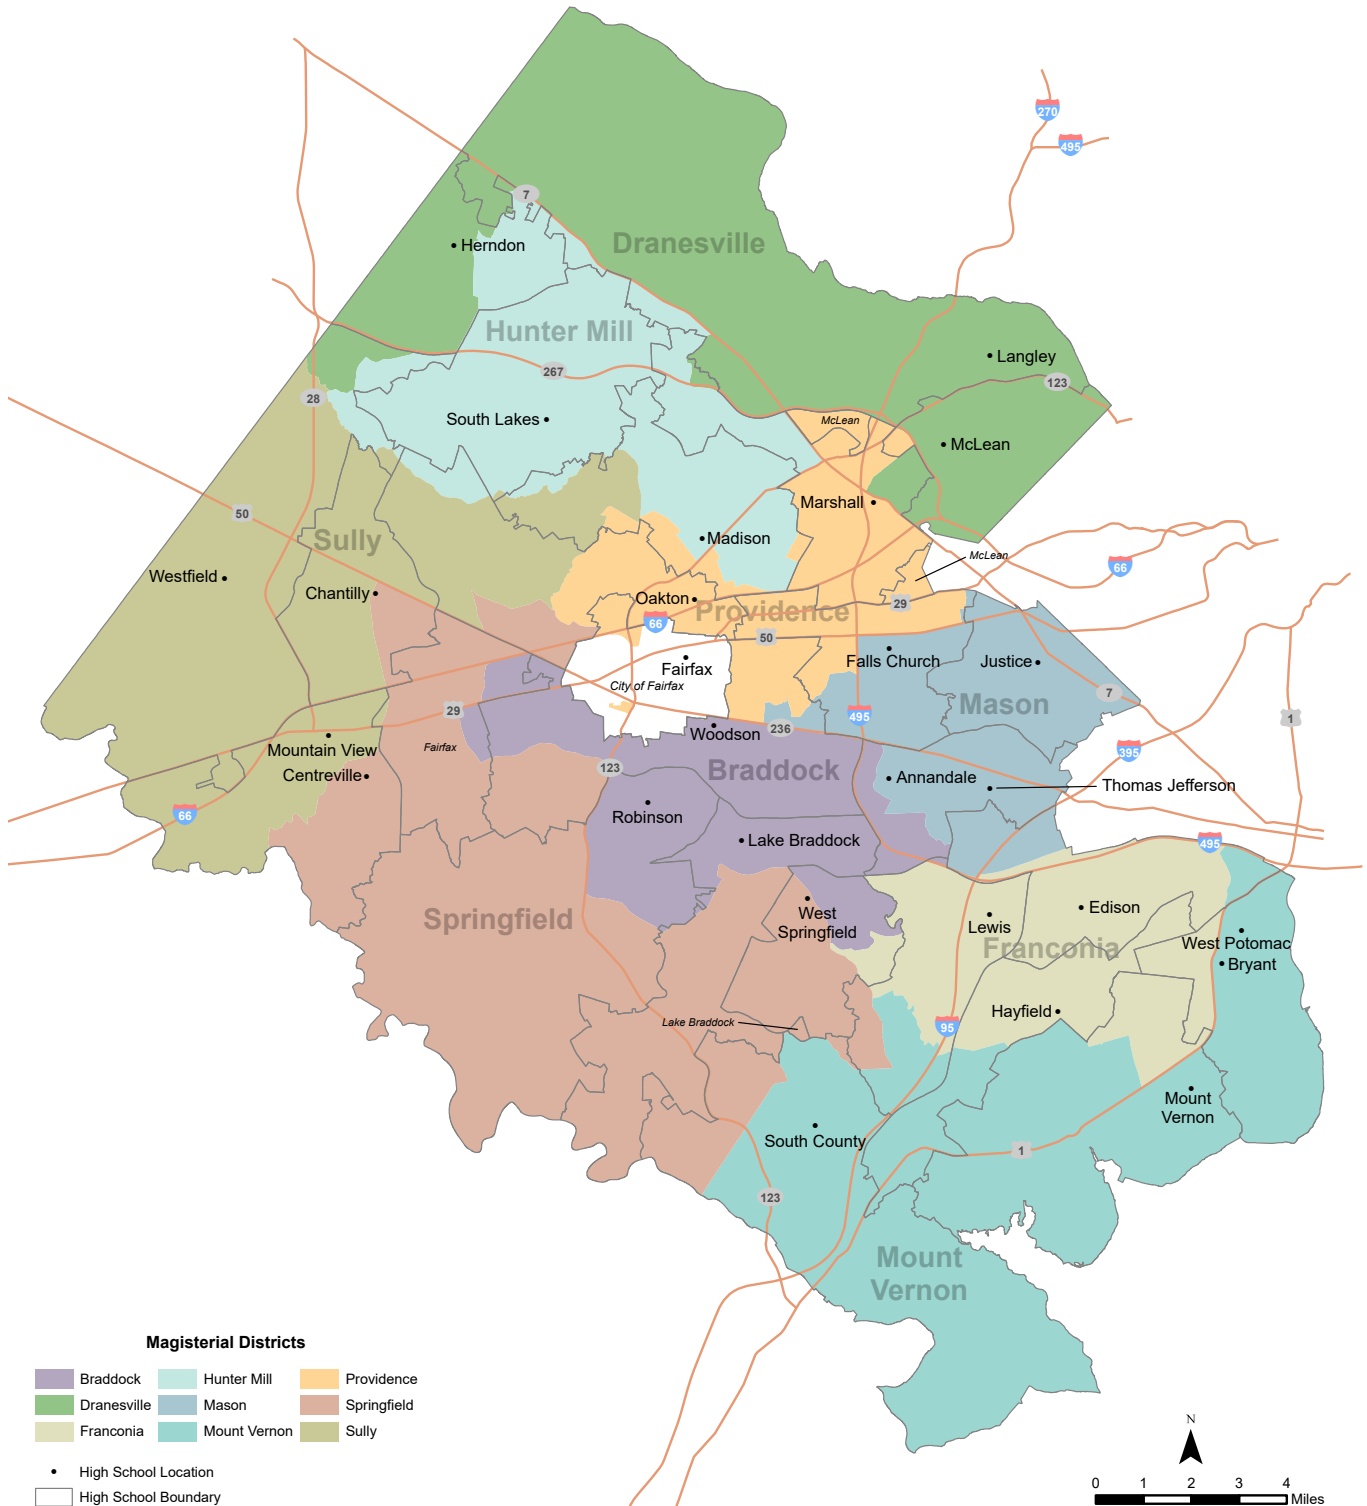 270
495
7
Dranesville
Herndon
Hunter Mill
Langley
267
123
28
McLean
South Lakes
McLean
Marshall
50
Sully
Madison
McLean
66
Westfield
Chantilly
Oakton
Providence
29
66
50
Falls Church
Justice
Fairfax
City of Fairfax
Mason
7
29
495
1
236
Woodson
Mountain View
Fairfax
395
Centreville
123
Braddock
Annandale
Thomas Jefferson
66
Robinson
Lake Braddock
495
West
Springfield
Springfield
Lewis
Edison
Franconia
West Potomac
Bryant
Hayfield
Lake Braddock
95
Mount
Vernon
South County
1
123
Mount
Vernon
Magisterial Districts
Braddock
Hunter Mill
Providence
Dranesville
Mason
Springfield
Franconia
Mount Vernon
Sully
High School Location
High School Boundary
N
0 1 2 3 4
Miles